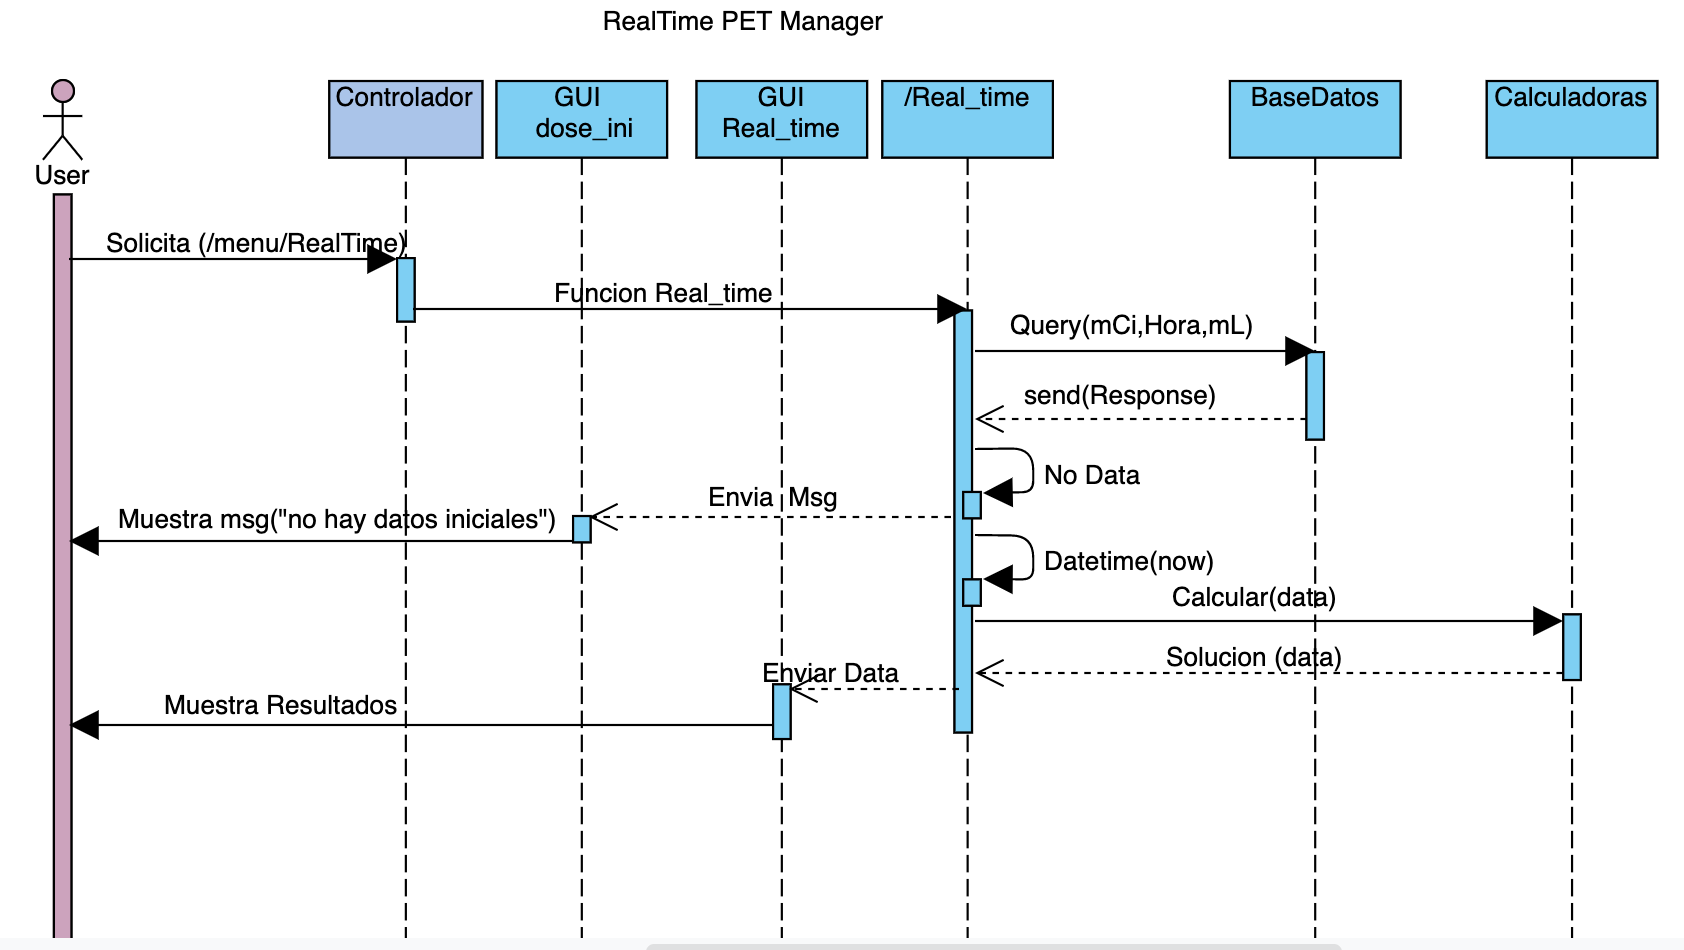 RealTime PET Manager
User
Controlador
GUI
dose_ini
GUI
Real_time
/Real_time
BaseDatos
Calculadoras
Solicita (/menu/RealTime)
Funcion Real_time
Query(mCi,Hora,mL)
send(Response)
No Data
Envia Msg
Muestra msg("no hay datos iniciales")
Datetime(now)
Calcular(data)
Solucion (data)
Enviar Data
Muestra Resultados